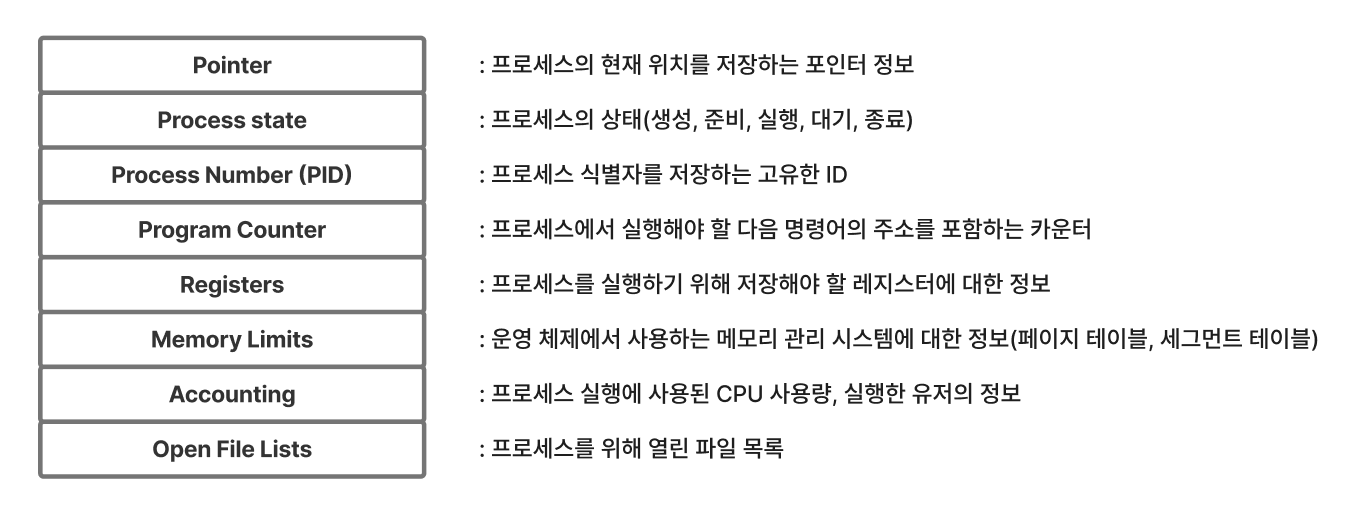 Pointer : 프로세스의 현재 위치를 저장하는 포인터 정보
Process state : 프로세스의 상태(생성, 준비, 실행, 대기, 종료)
Process Number (PID) : 프로세스 식별자를 저장하는 고유한 ID
Program Counter : 프로세스에서 실행해야 할 다음 명령어의 주소를 포함하는 카운터
Registers : 프로세스를 실행하기 위해 저장해야 할 레지스터에 대한 정보
Memory Limits : 운영 체제에서 사용하는 메모리 관리 시스템에 대한 정보(페이지 테이블, 세그먼트 테이블)
Accounting : 프로세스 실행에 사용된 CPU 사용량, 실행한 유저의 정보
Open File Lists : 프로세스를 위해 열린 파일 목록